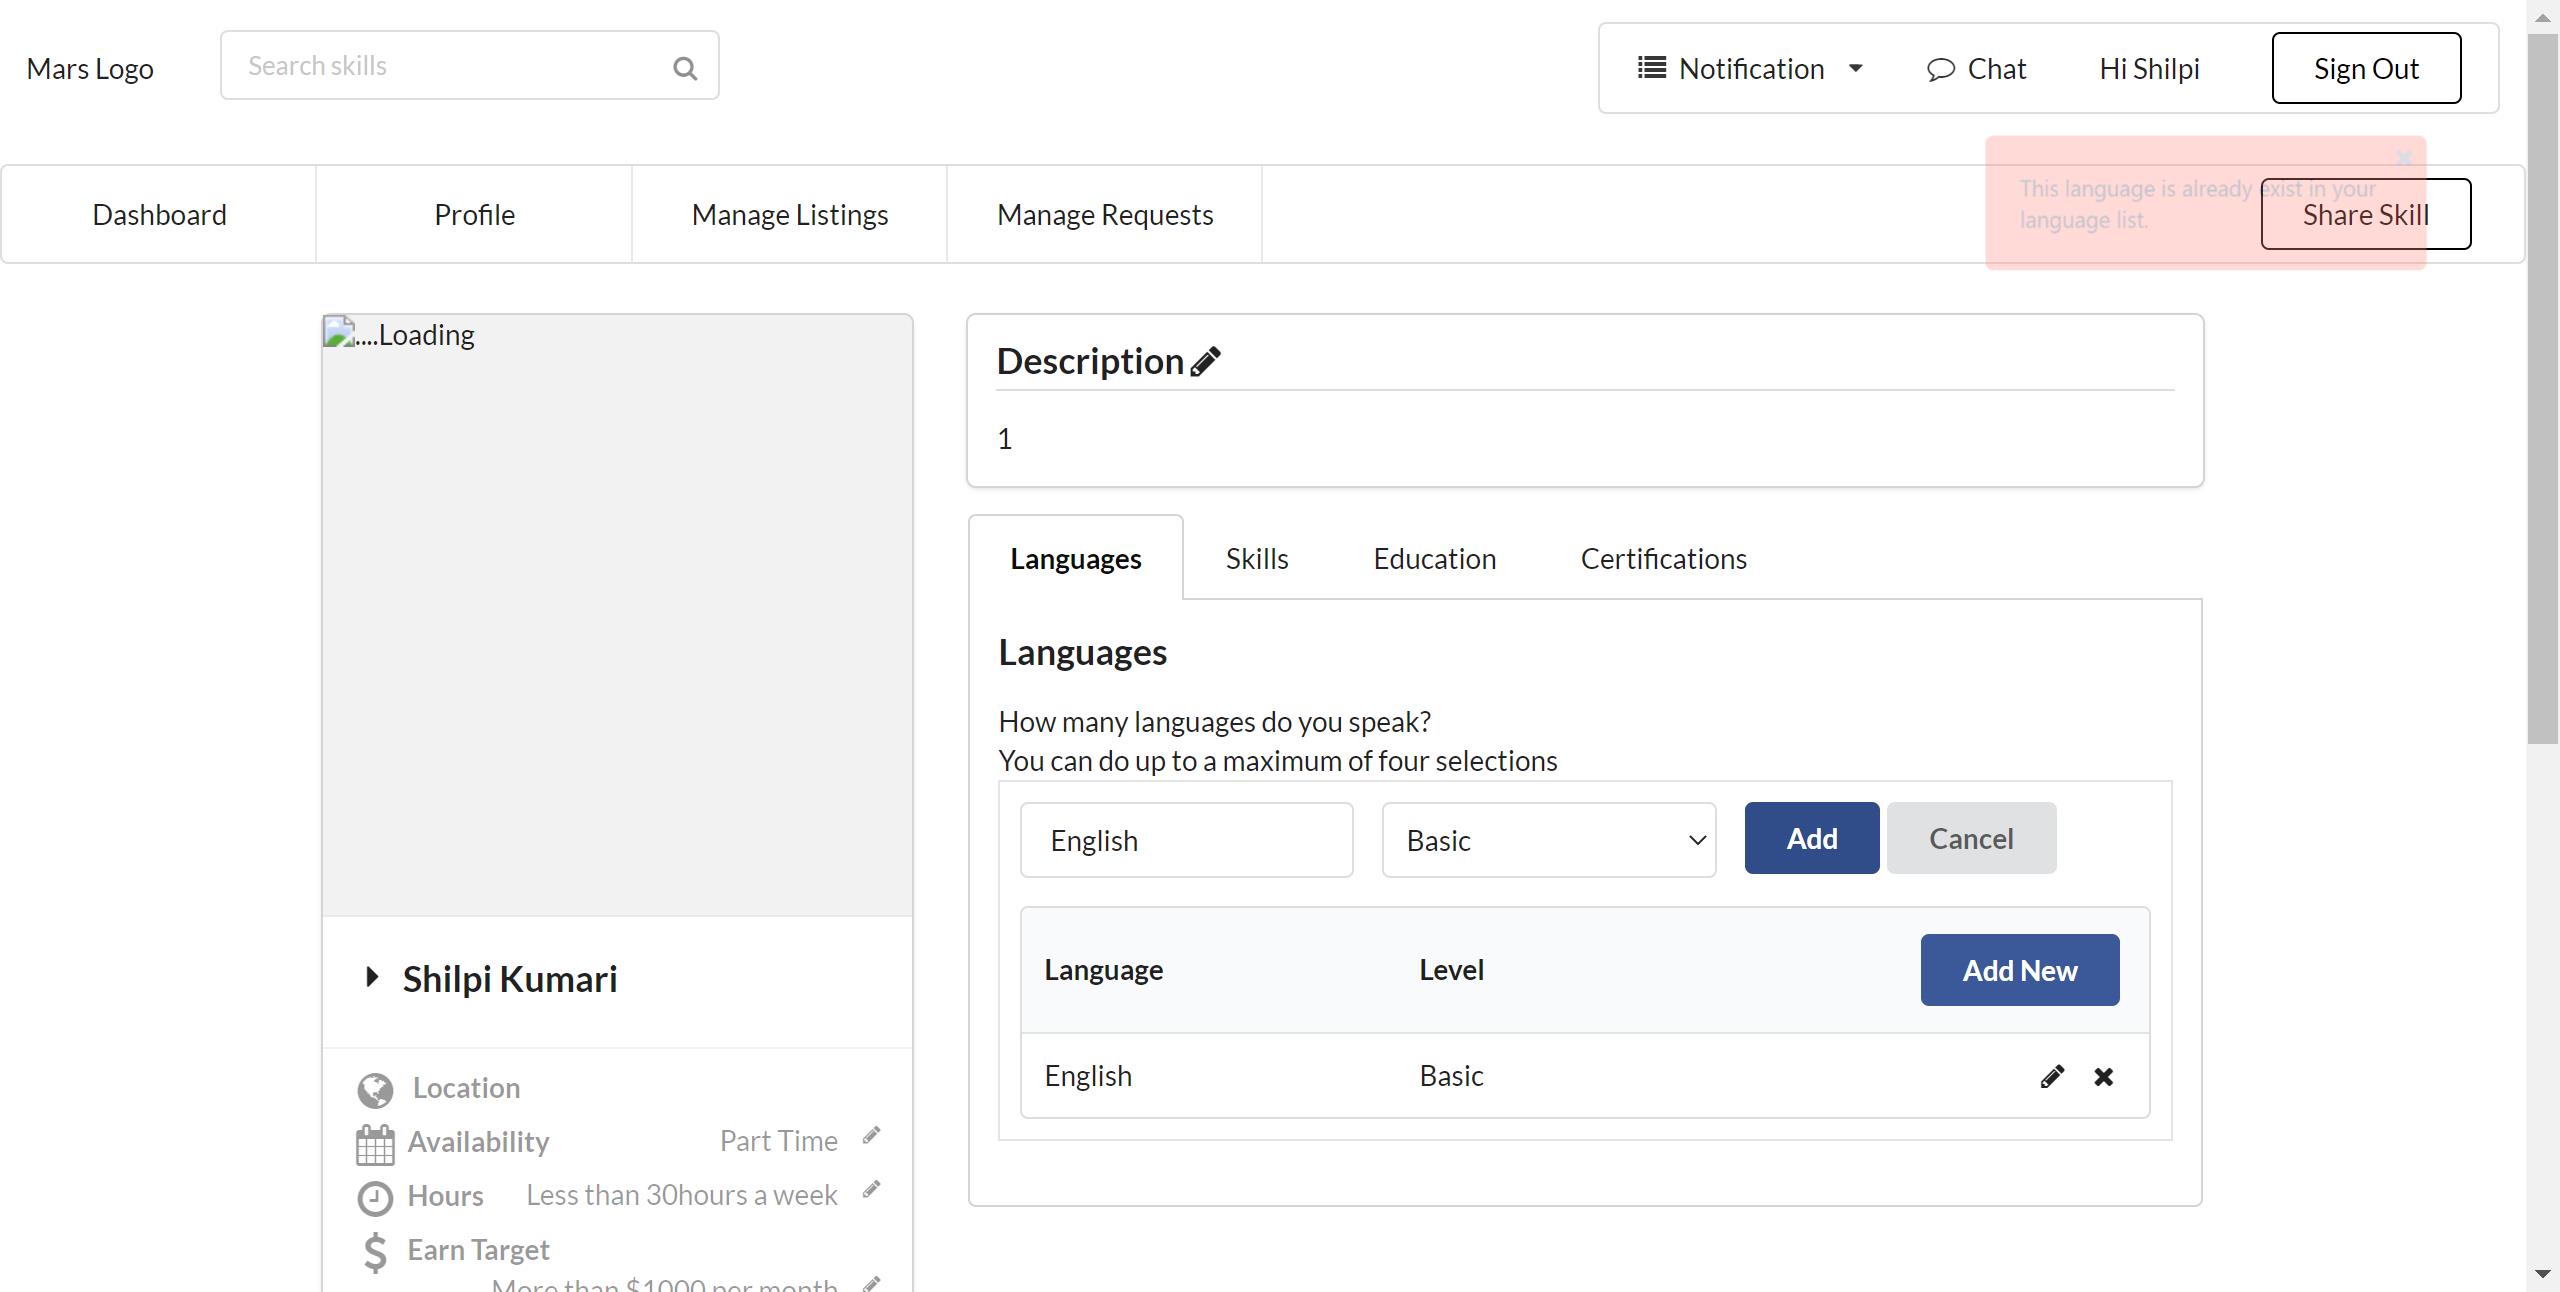 Mars Logo
Search skills
Notification
Chat
Hi Shilpi
Sign Out
Dashboard
Profile
Manage Listings
Manage Requests
This language is already exist in your
language list.
Share Skill
....Loading
Shilpi Kumari
Location
Availability Part Time
Hours Less than 30hours a week
Earn Target
More than $1000 per month
Description
1
Languages
Skills
Education
Certifications
Languages
How many languages do you speak?
You can do up to a maximum of four selections
English
Basic
Add
Cancel
Language Level Add New
English Basic